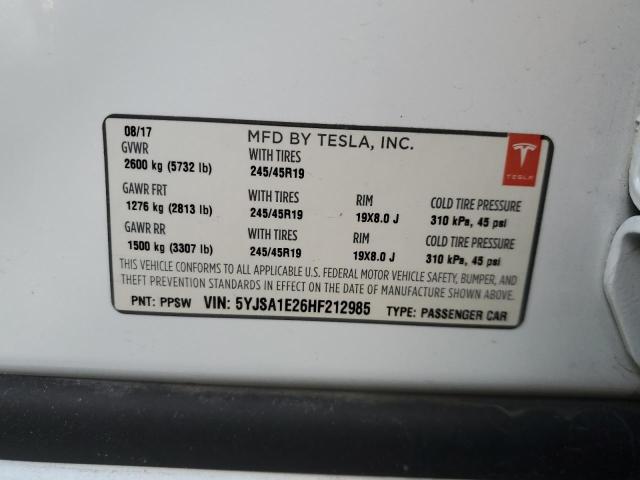 08/17 MFD BY TESLA, INC.
GVWR WITH TIRES
2600 kg (5732 lb) 245/45R19
TESLA
GAWR FRT WITH TIRES RIM COLD TIRE PRESSURE
1276 kg (2813 lb) 245/45R19 19X8.0 J 310 kPa, 45 psi
GAWR RR WITH TIRES RIM COLD TIRE PRESSURE
1500 kg (3307 lb) 245/45R19 19X8.0 J 310 kPa, 45 psi
THIS VEHICLE CONFORMS TO ALL APPLICABLE U.S. FEDERAL MOTOR VEHICLE SAFETY, BUMPER, AND
THEFT PREVENTION STANDARDS IN EFFECT ON THE DATE OF MANUFACTURE SHOWN ABOVE.
PNT: PPSW VIN: 5YJSA1E26HF212985 TYPE: PASSENGER CAR